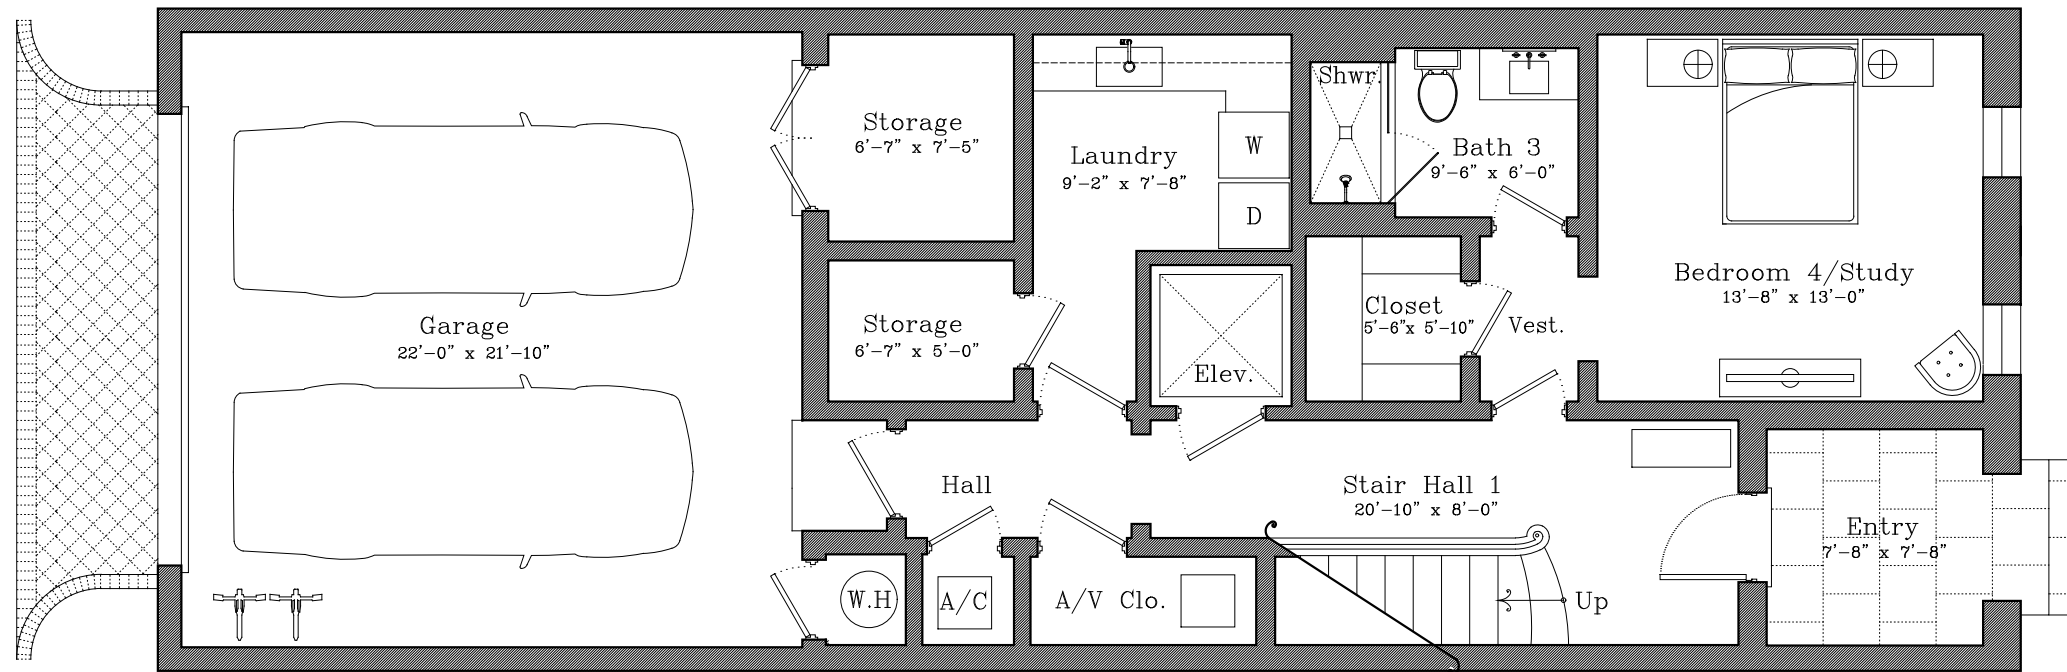 Garage
22'-0" x 21'-10"
Storage
6'-7" x 7'-5"
Storage
6'-7" x 5'-0"
Laundry
9'-2" x 7'-8"
W
D
Shwr.
Bath 3
9'-6" x 6'-0"
Bedroom 4/Study
13'-8" x 13'-0"
Closet
5'-6"x 5'-10"
Vest.
Elev.
Hall
Stair Hall 1
20'-10" x 8'-0"
Entry
7'-8" x 7'-8"
W.H
A/C
A/V Clo.
Up